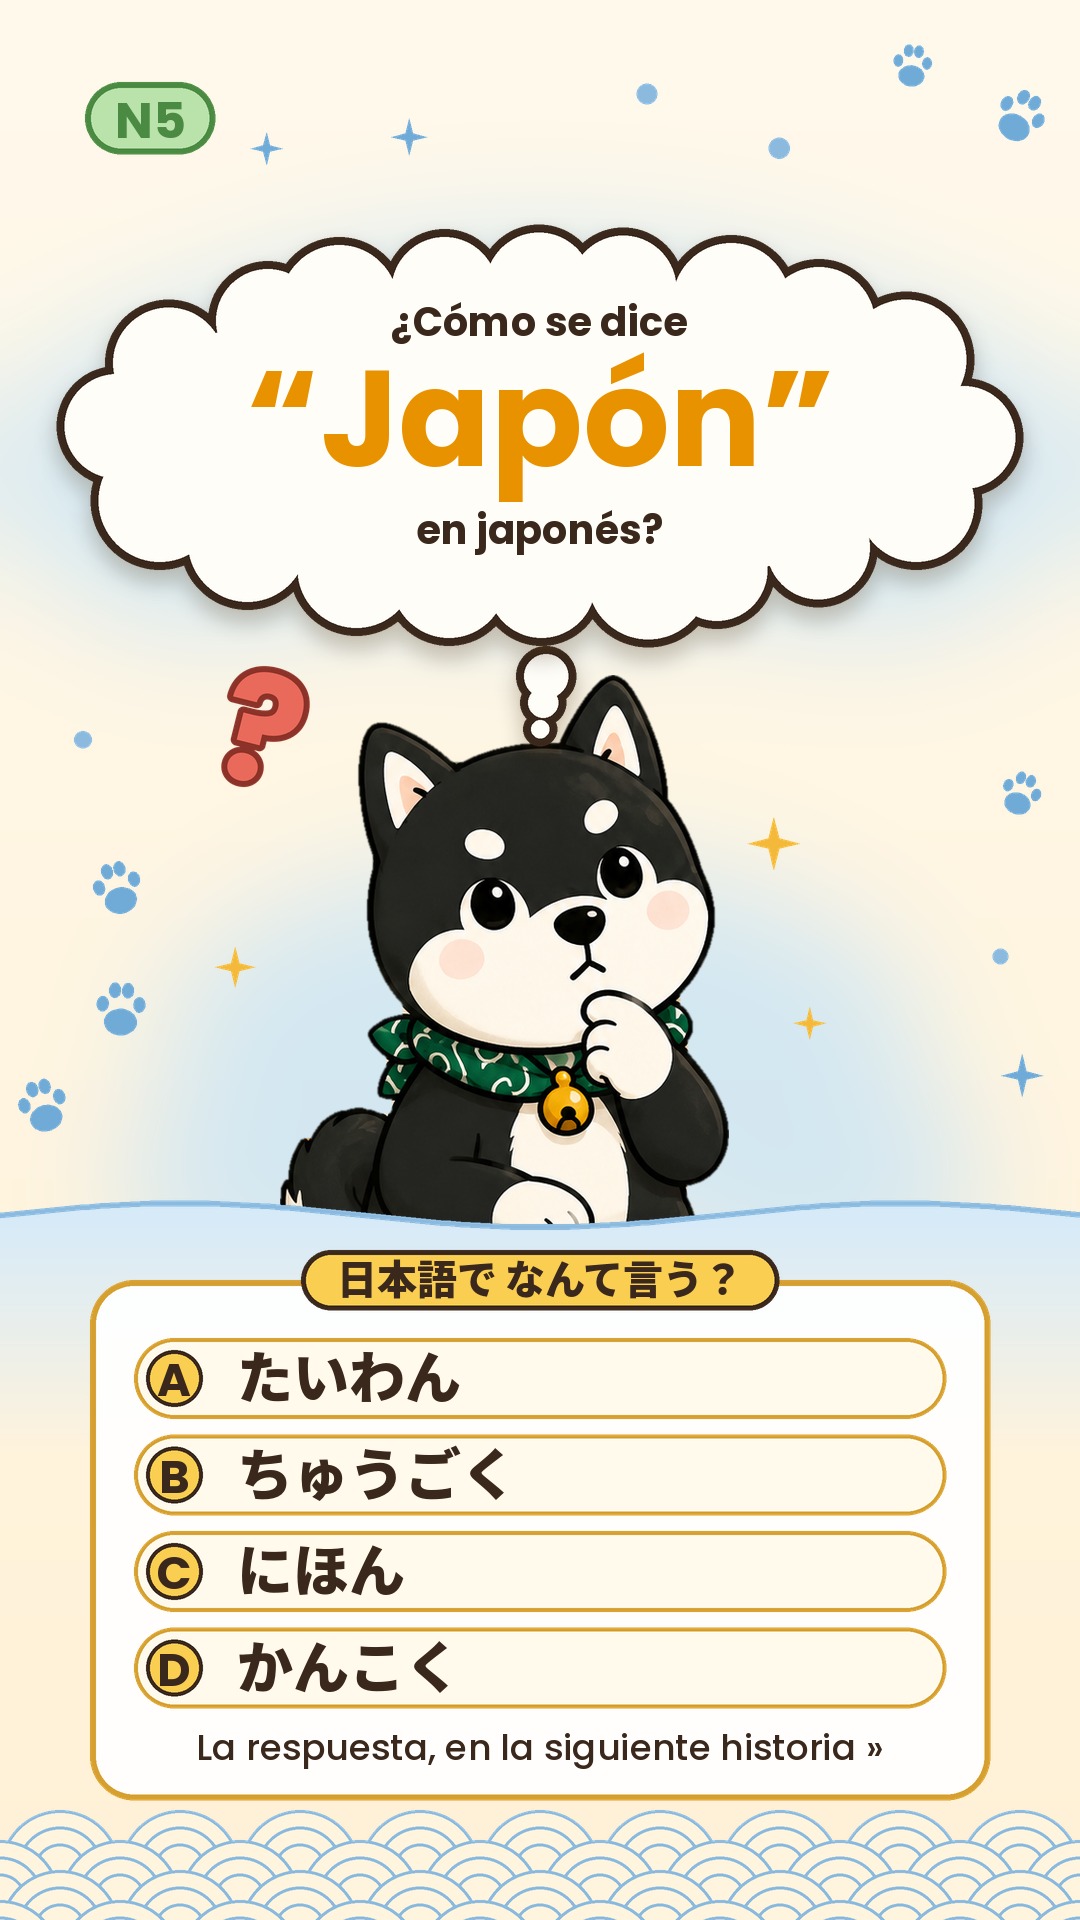 N5
¿Cómo se dice
“Japón”
en japonés?
?
日本語で なんて言う？
A たいわん
B ちゅうごく
C にほん
D かんこく
La respuesta, en la siguiente historia »